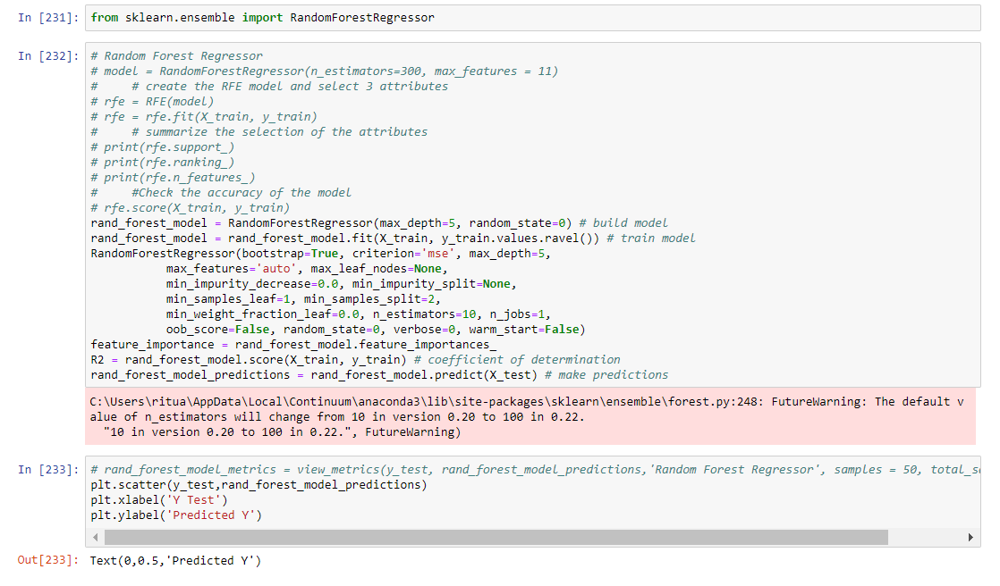 In [231]: from sklearn.ensemble import RandomForestRegressor
In [232]: # Random Forest Regressor
# model = RandomForestRegressor(n_estimators=300, max_features = 11)
#     # create the RFE model and select 3 attributes
# rfe = RFE(model)
# rfe = rfe.fit(X_train, y_train)
#     # summarize the selection of the attributes
# print(rfe.support_)
# print(rfe.ranking_)
# print(rfe.n_features_)
#     #Check the accuracy of the model
# rfe.score(X_train, y_train)
rand_forest_model = RandomForestRegressor(max_depth=5, random_state=0) # build model
rand_forest_model = rand_forest_model.fit(X_train, y_train.values.ravel()) # train model
RandomForestRegressor(bootstrap=True, criterion='mse', max_depth=5,
           max_features='auto', max_leaf_nodes=None,
           min_impurity_decrease=0.0, min_impurity_split=None,
           min_samples_leaf=1, min_samples_split=2,
           min_weight_fraction_leaf=0.0, n_estimators=10, n_jobs=1,
           oob_score=False, random_state=0, verbose=0, warm_start=False)
feature_importance = rand_forest_model.feature_importances_
R2 = rand_forest_model.score(X_train, y_train) # coefficient of determination
rand_forest_model_predictions = rand_forest_model.predict(X_test) # make predictions
C:\Users\ritua\AppData\Local\Continuum\anaconda3\lib\site-packages\sklearn\ensemble\forest.py:248: FutureWarning: The default v
alue of n_estimators will change from 10 in version 0.20 to 100 in 0.22.
  "10 in version 0.20 to 100 in 0.22.", FutureWarning)
In [233]: # rand_forest_model_metrics = view_metrics(y_test, rand_forest_model_predictions,'Random Forest Regressor', samples = 50,
plt.scatter(y_test,rand_forest_model_predictions)
plt.xlabel('Y Test')
plt.ylabel('Predicted Y')
Out[233]: Text(0,0.5,'Predicted Y')